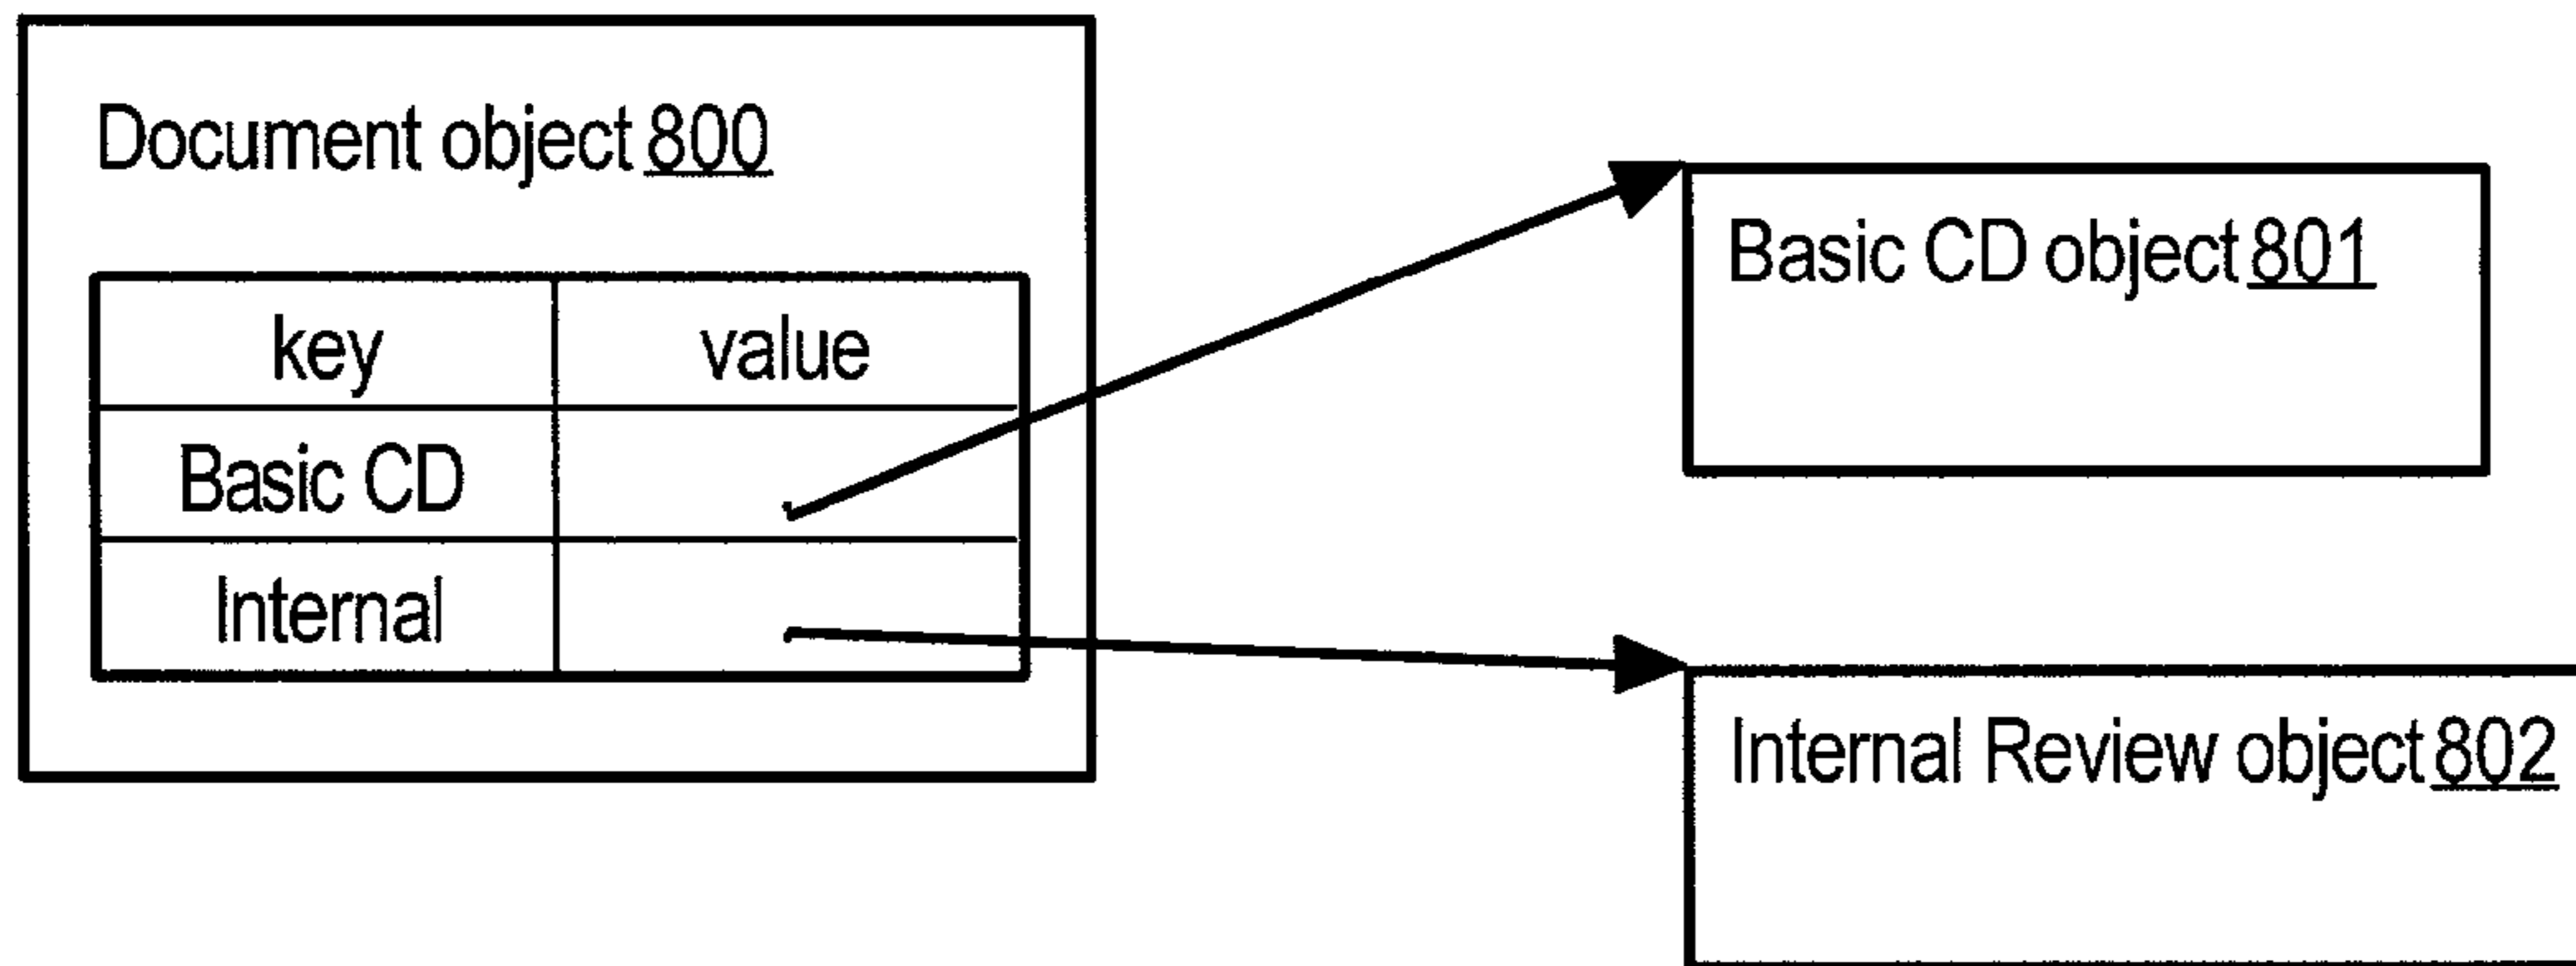 Document object 800
key value
Basic CD
Internal
Basic CD object 801
Internal Review object 802